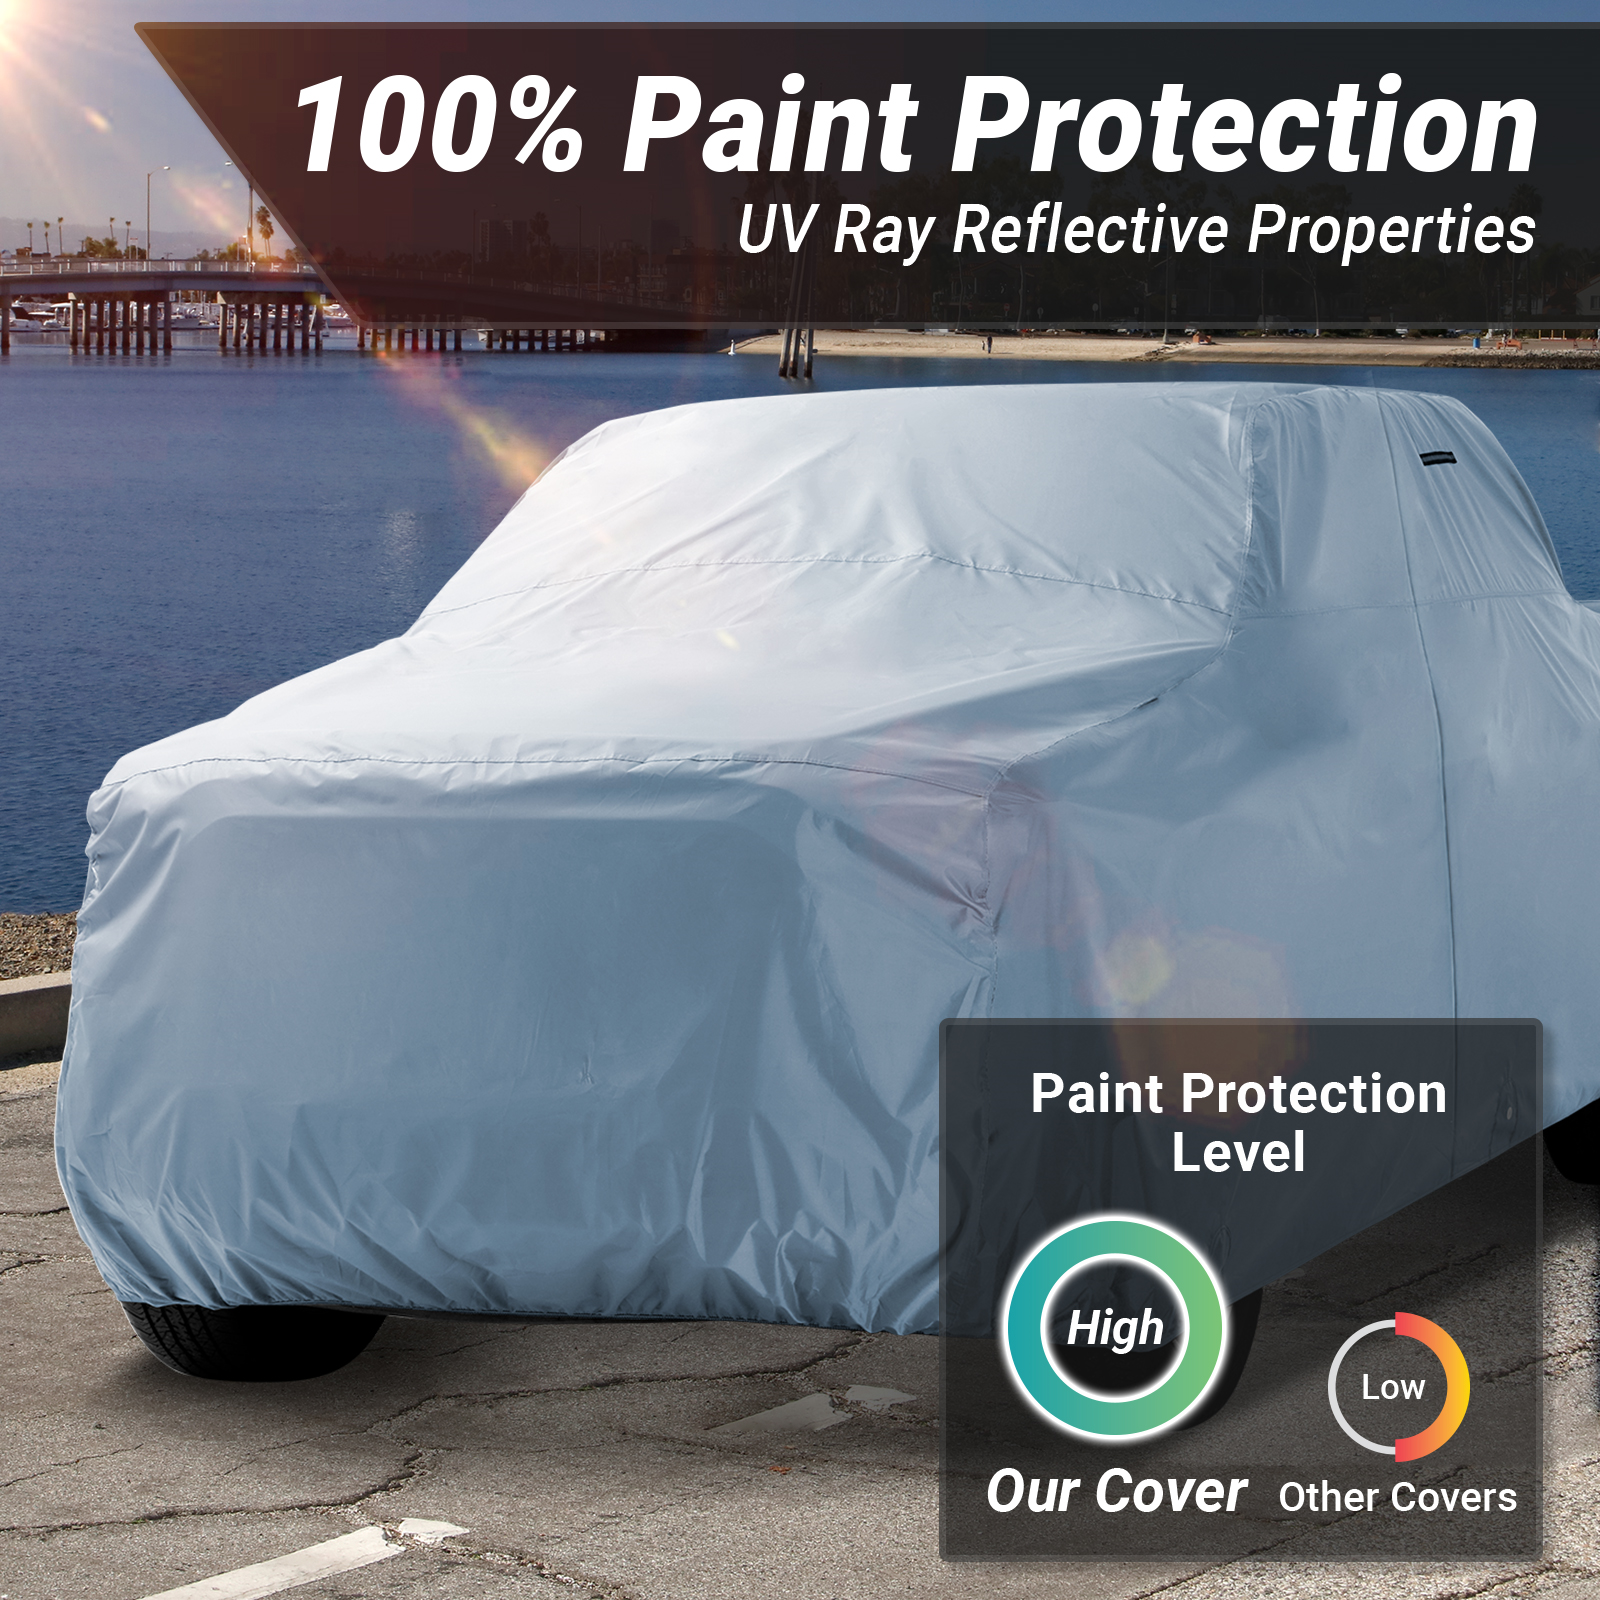 100% Paint Protection
UV Ray Reflective Properties
Paint Protection
Level
High
Low
Our Cover
Other Covers